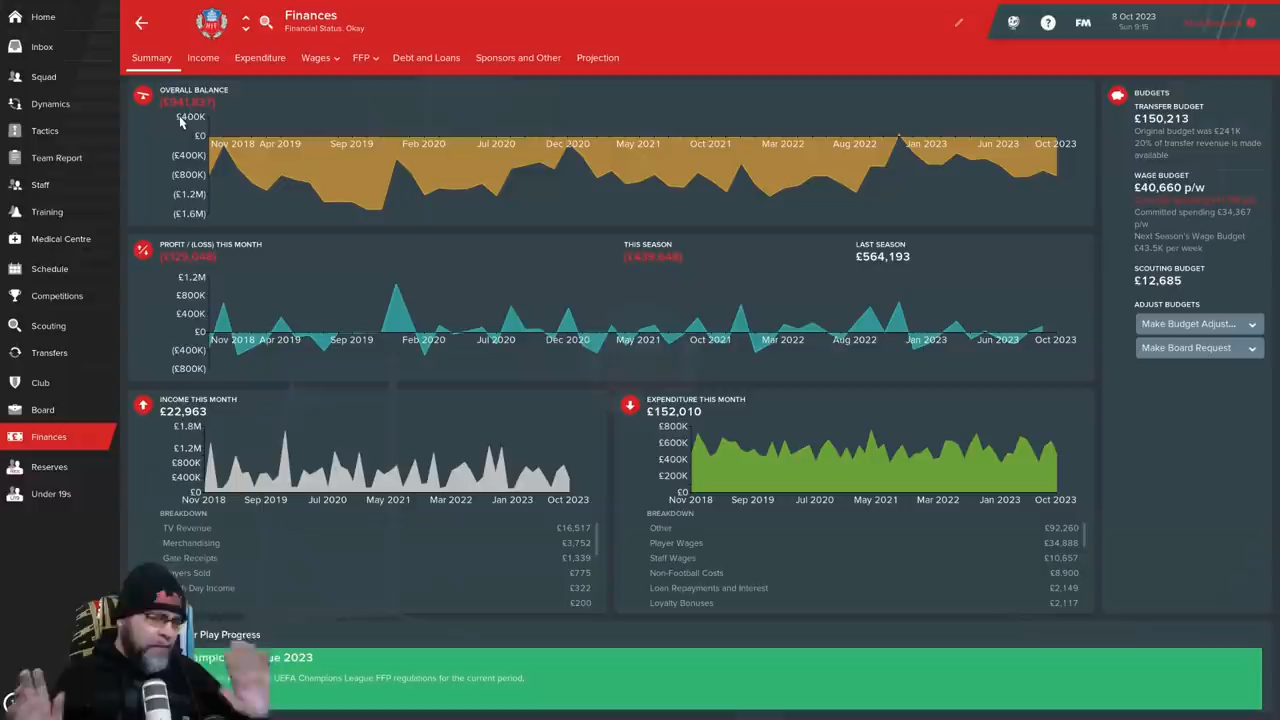 Home
Inbox
Squad
Dynamics
Tactics
Team Report
Staff
Training
Medical Centre
Schedule
Competitions
Scouting
Transfers
Club
Board
Finances
Reserves
Under 19s
Finances
Financial Status: Okay
FM
8 Oct 2023
Sun 9:15
Summary
Income
Expenditure
Wages
FFP
Debt and Loans
Sponsors and Other
Projection
OVERALL BALANCE
(£941,837)
£400K
£0
(£400K)
(£800K)
(£1.2M)
(£1.6M)
Nov 2018 Apr 2019 Sep 2019 Feb 2020 Jul 2020 Dec 2020 May 2021 Oct 2021 Mar 2022 Aug 2022 Jan 2023 Jun 2023 Oct 2023
PROFIT / (LOSS) THIS MONTH
(£129,048)
THIS SEASON
(£439,648)
LAST SEASON
£564,193
£1.2M
£800K
£400K
£0
(£400K)
(£800K)
Nov 2018 Apr 2019 Sep 2019 Feb 2020 Jul 2020 Dec 2020 May 2021 Oct 2021 Mar 2022 Aug 2022 Jan 2023 Jun 2023 Oct 2023
INCOME THIS MONTH
£22,963
£1.8M
£1.2M
£800K
£400K
£0
Nov 2018 Sep 2019 Jul 2020 May 2021 Mar 2022 Jan 2023 Oct 2023
BREAKDOWN
TV Revenue £16,517
Merchandising £3,752
Gate Receipts £1,339
ayers Sold £775
Day Income £322
£200
EXPENDITURE THIS MONTH
£152,010
£800K
£600K
£400K
£200K
£0
Nov 2018 Sep 2019 Jul 2020 May 2021 Mar 2022 Jan 2023 Oct 2023
BREAKDOWN
Other £92,260
Player Wages £34,888
Staff Wages £10,657
Non-Football Costs £8,900
Loan Repayments and Interest £2,149
Loyalty Bonuses £2,117
r Play Progress
ue 2023
UEFA Champions League FFP regulations for the current period.
BUDGETS
TRANSFER BUDGET
£150,213
Original budget was £241K
20% of transfer revenue is made
available
WAGE BUDGET
£40,660 p/w
Committed spending £34,367
p/w
Next Season's Wage Budget
£43.5K per week
SCOUTING BUDGET
£12,685
ADJUST BUDGETS
Make Budget Adjust...
Make Board Request